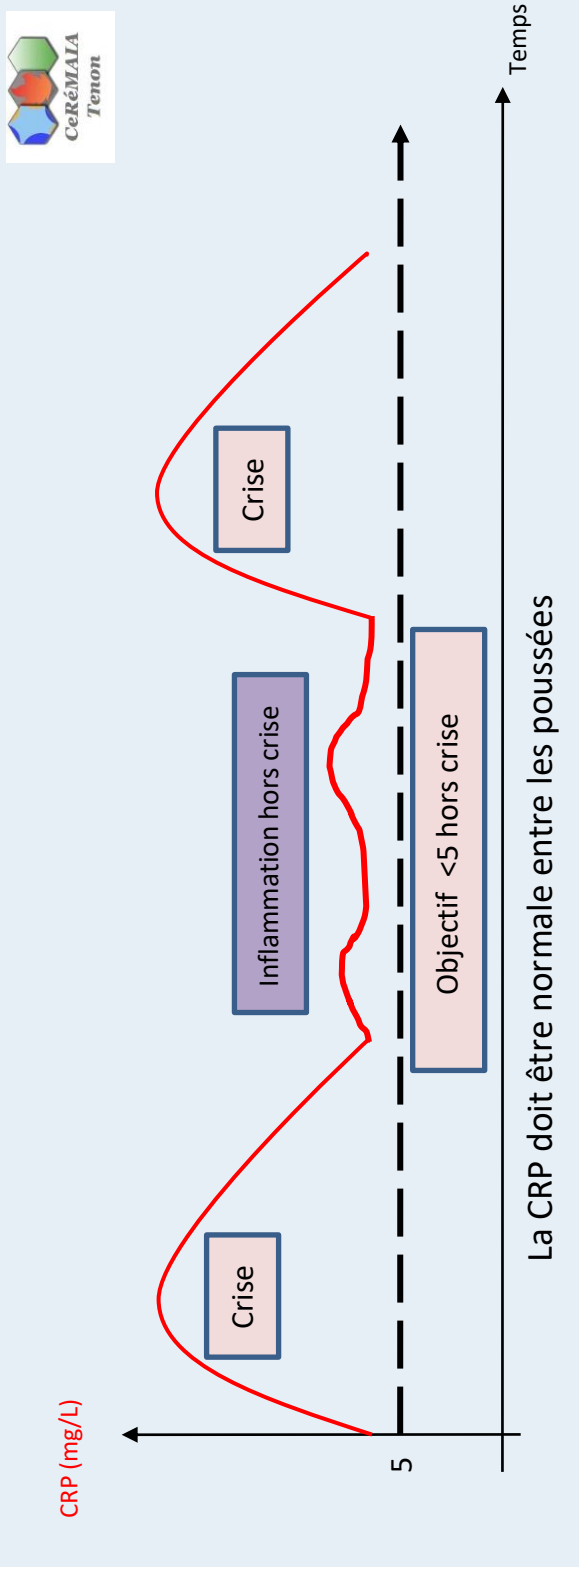 CeRéMAIA
Tenon
CRP (mg/L)
Crise
Inflammation hors crise
Crise
5
Objectif <5 hors crise
Temps
La CRP doit être normale entre les poussées